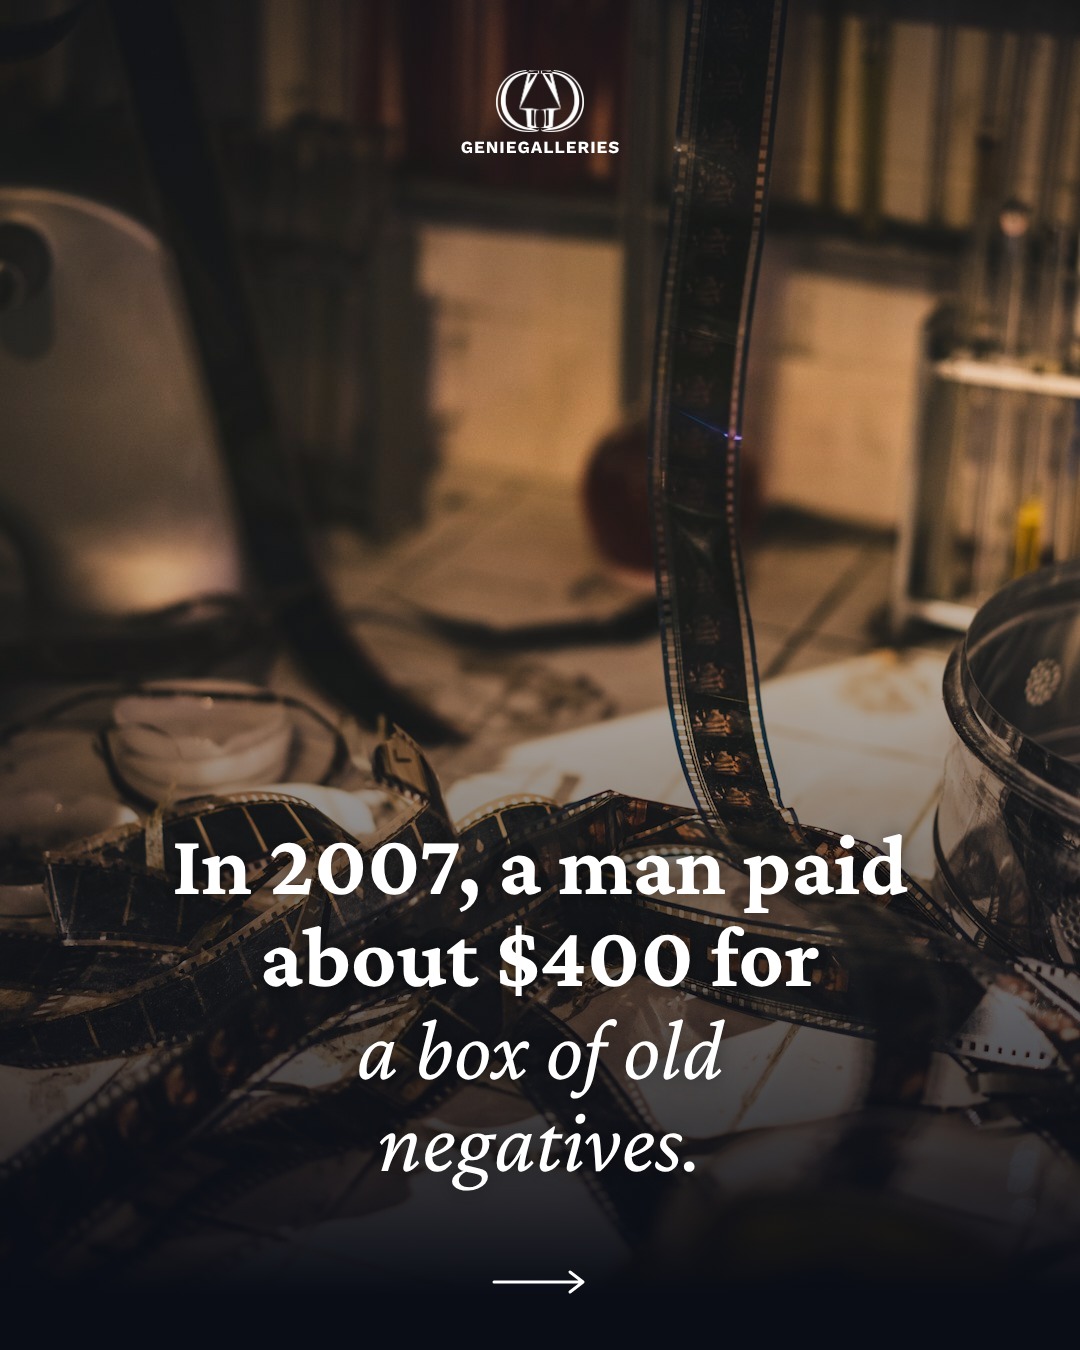 GENIEGALLERIES
In 2007, a man paid
about $400 for
a box of old
negatives.